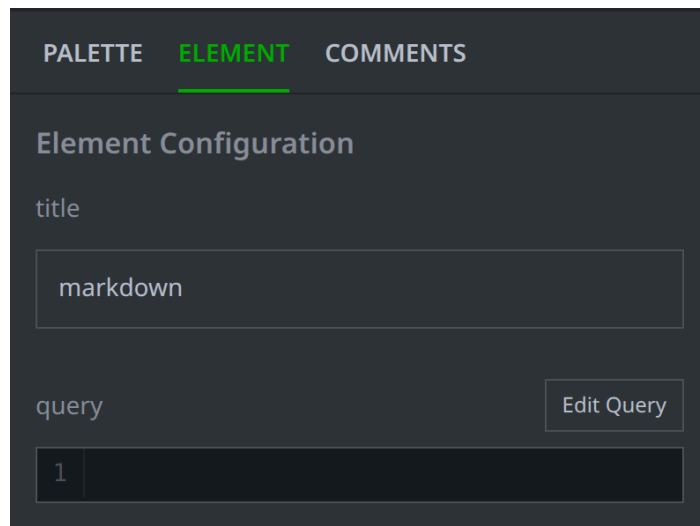 PALETTE ELEMENT COMMENTS
Element Configuration
title
markdown
query Edit Query
1